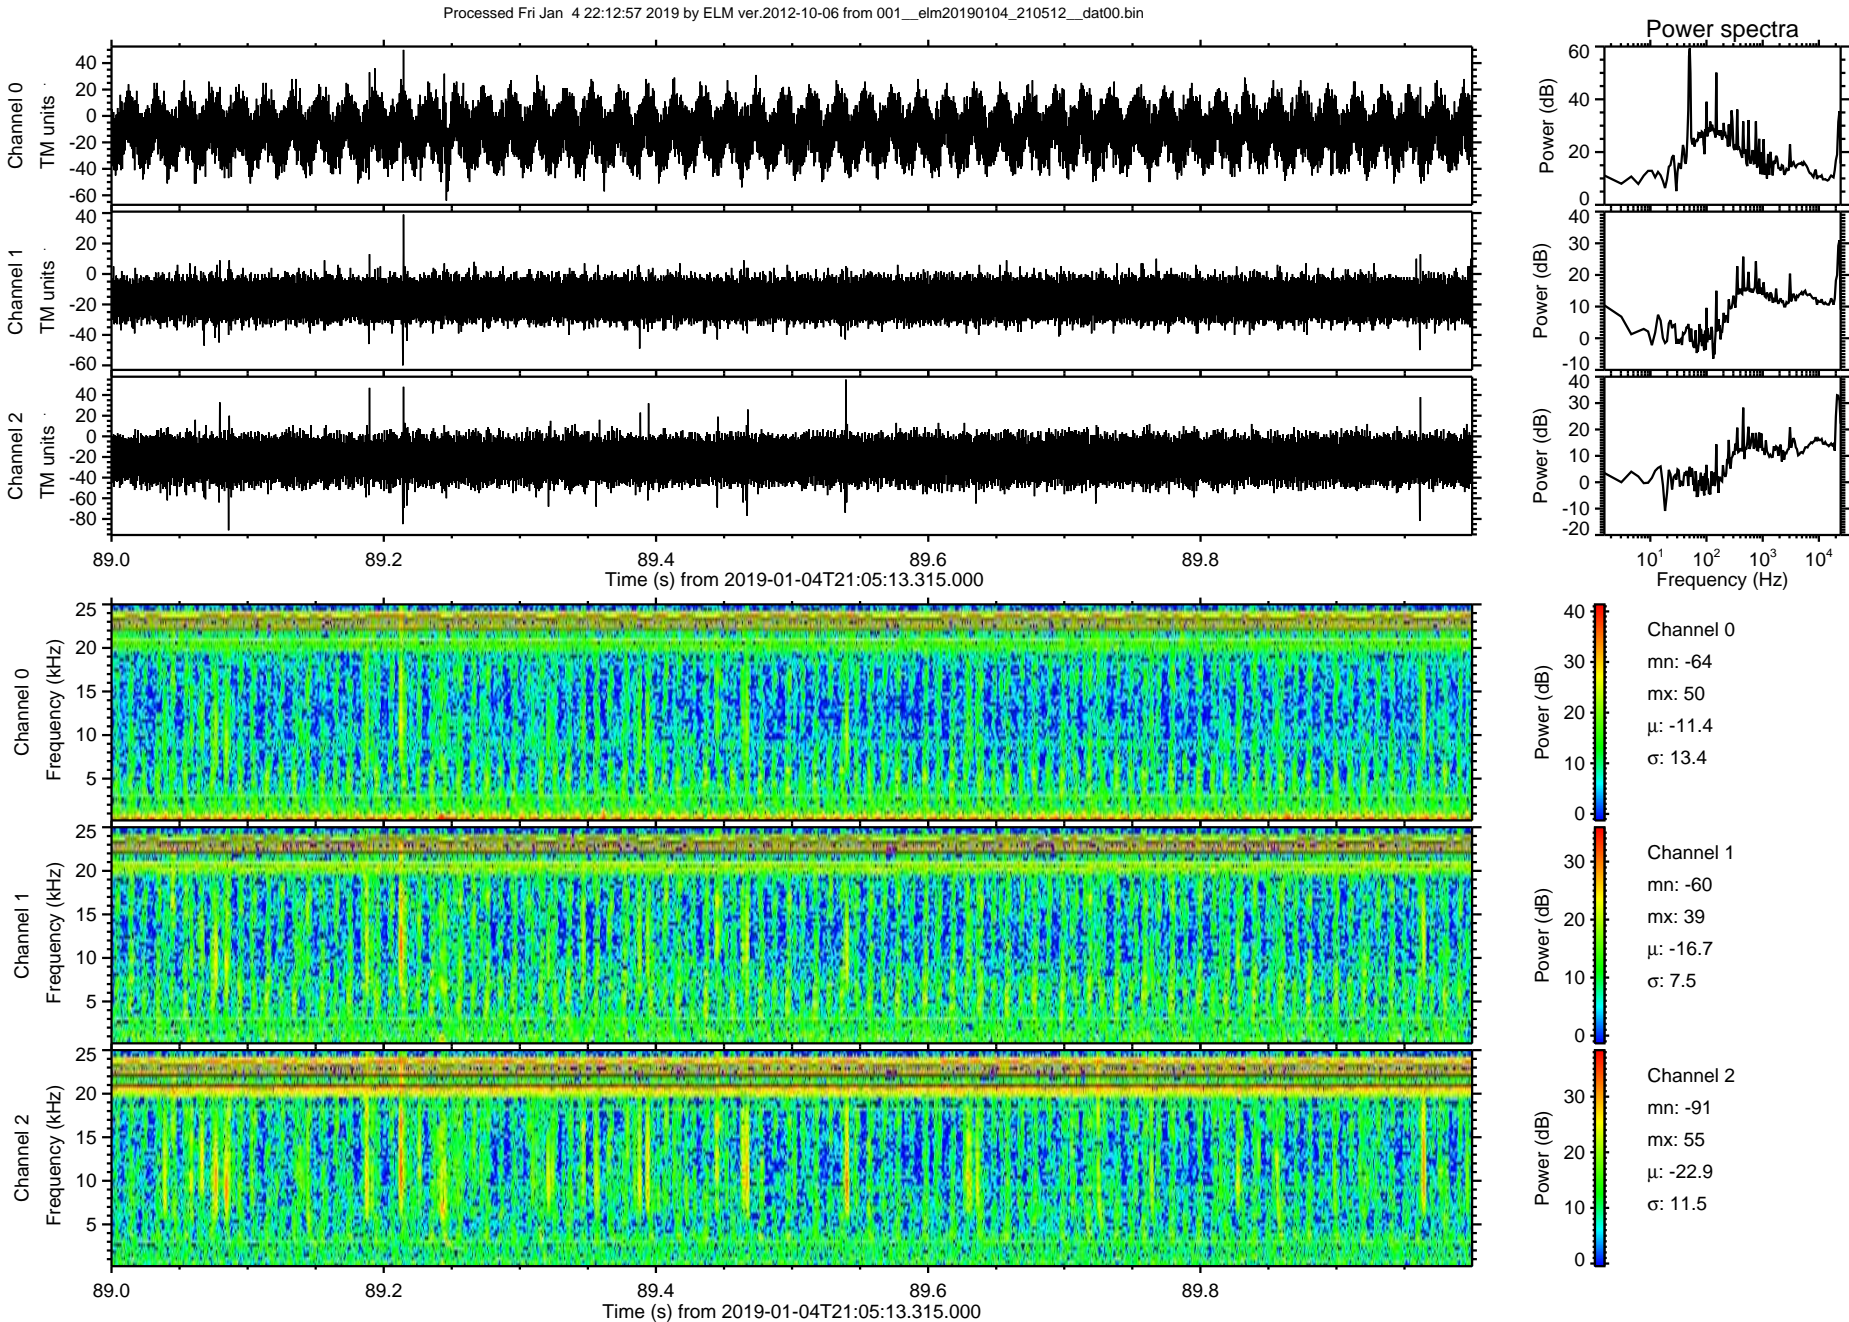 Processed Fri Jan 4 22:12:57 2019 by ELM ver.2012-10-06 from 001__elm20190104_210512__dat00.bin
Power spectra
Channel 0
TM units
40
20
0
-20
-40
-60
Power (dB)
60
40
20
0
Channel 1
TM units
40
20
0
-20
-40
-60
Power (dB)
40
30
20
10
0
-10
Channel 2
TM units
40
20
0
-20
-40
-60
-80
Power (dB)
40
30
20
10
0
-10
-20
89.0 89.2 89.4 89.6 89.8
Time (s) from 2019-01-04T21:05:13.315.000
10^1 10^2 10^3 10^4
Frequency (Hz)
Channel 0
Frequency (kHz)
25
20
15
10
5
Power (dB)
40
30
20
10
0
Channel 0
mn: -64
mx: 50
μ: -11.4
σ: 13.4
Channel 1
Frequency (kHz)
25
20
15
10
5
Power (dB)
30
20
10
0
Channel 1
mn: -60
mx: 39
μ: -16.7
σ: 7.5
Channel 2
Frequency (kHz)
25
20
15
10
5
Power (dB)
30
20
10
0
Channel 2
mn: -91
mx: 55
μ: -22.9
σ: 11.5
89.0 89.2 89.4 89.6 89.8
Time (s) from 2019-01-04T21:05:13.315.000